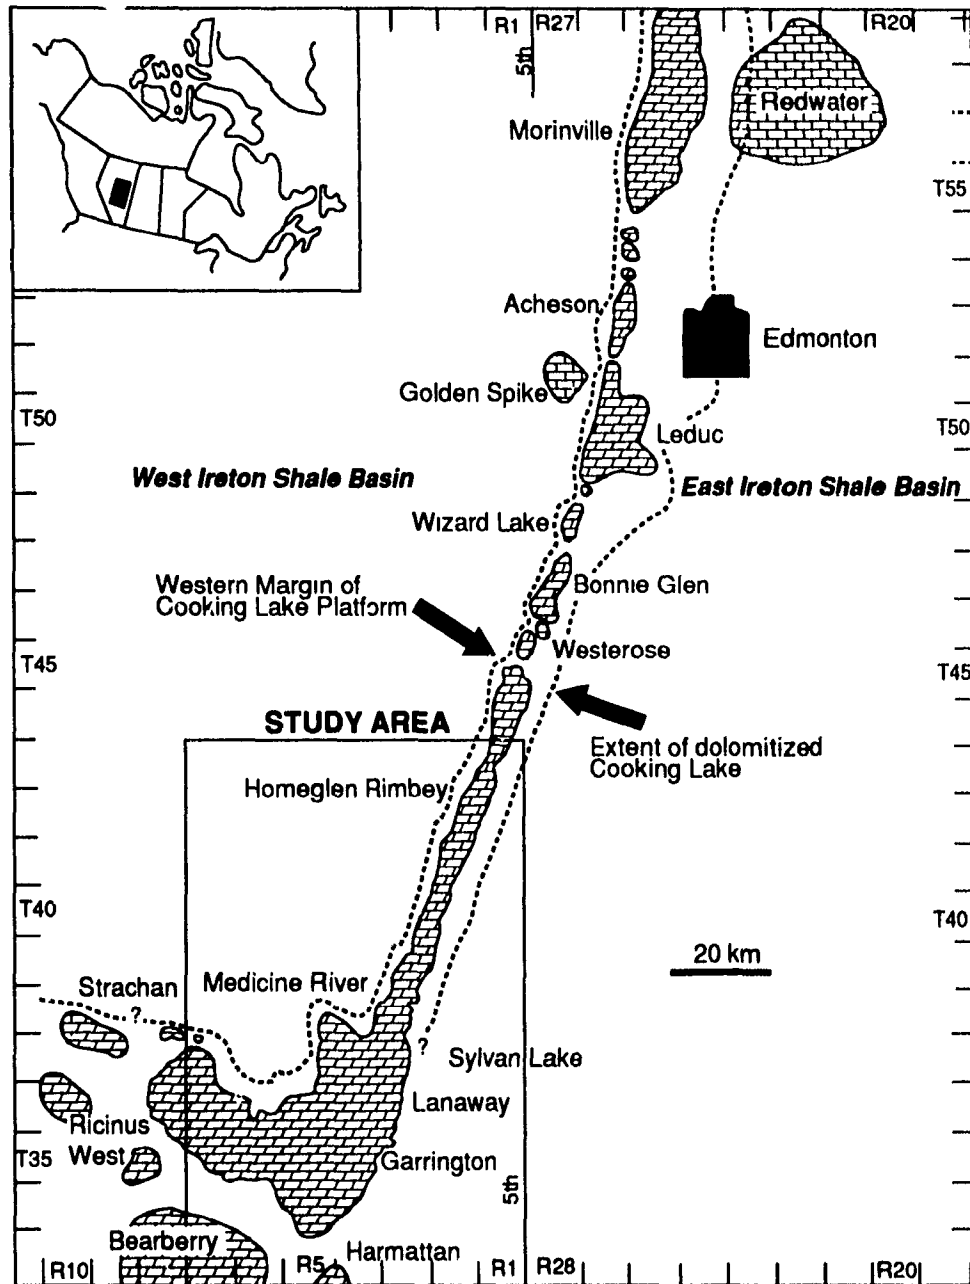 R1
R27
R20
5th
Redwater
Morinville
T55
Acheson
Edmonton
Golden Spike
T50
T50
Leduc
West Ireton Shale Basin
East Ireton Shale Basin
Wizard Lake
Western Margin of
Cooking Lake Platform
Bonnie Glen
Westerose
T45
T45
STUDY AREA
Extent of dolomitized
Cooking Lake
Homeglen Rimbey
T40
T40
20 km
Strachan
?
Medicine River
?
Sylvan Lake
Lanaway
Ricinus
West
T35
Garrington
5th
Bearberry
Harmattan
R10
R5
R1
R28
R20